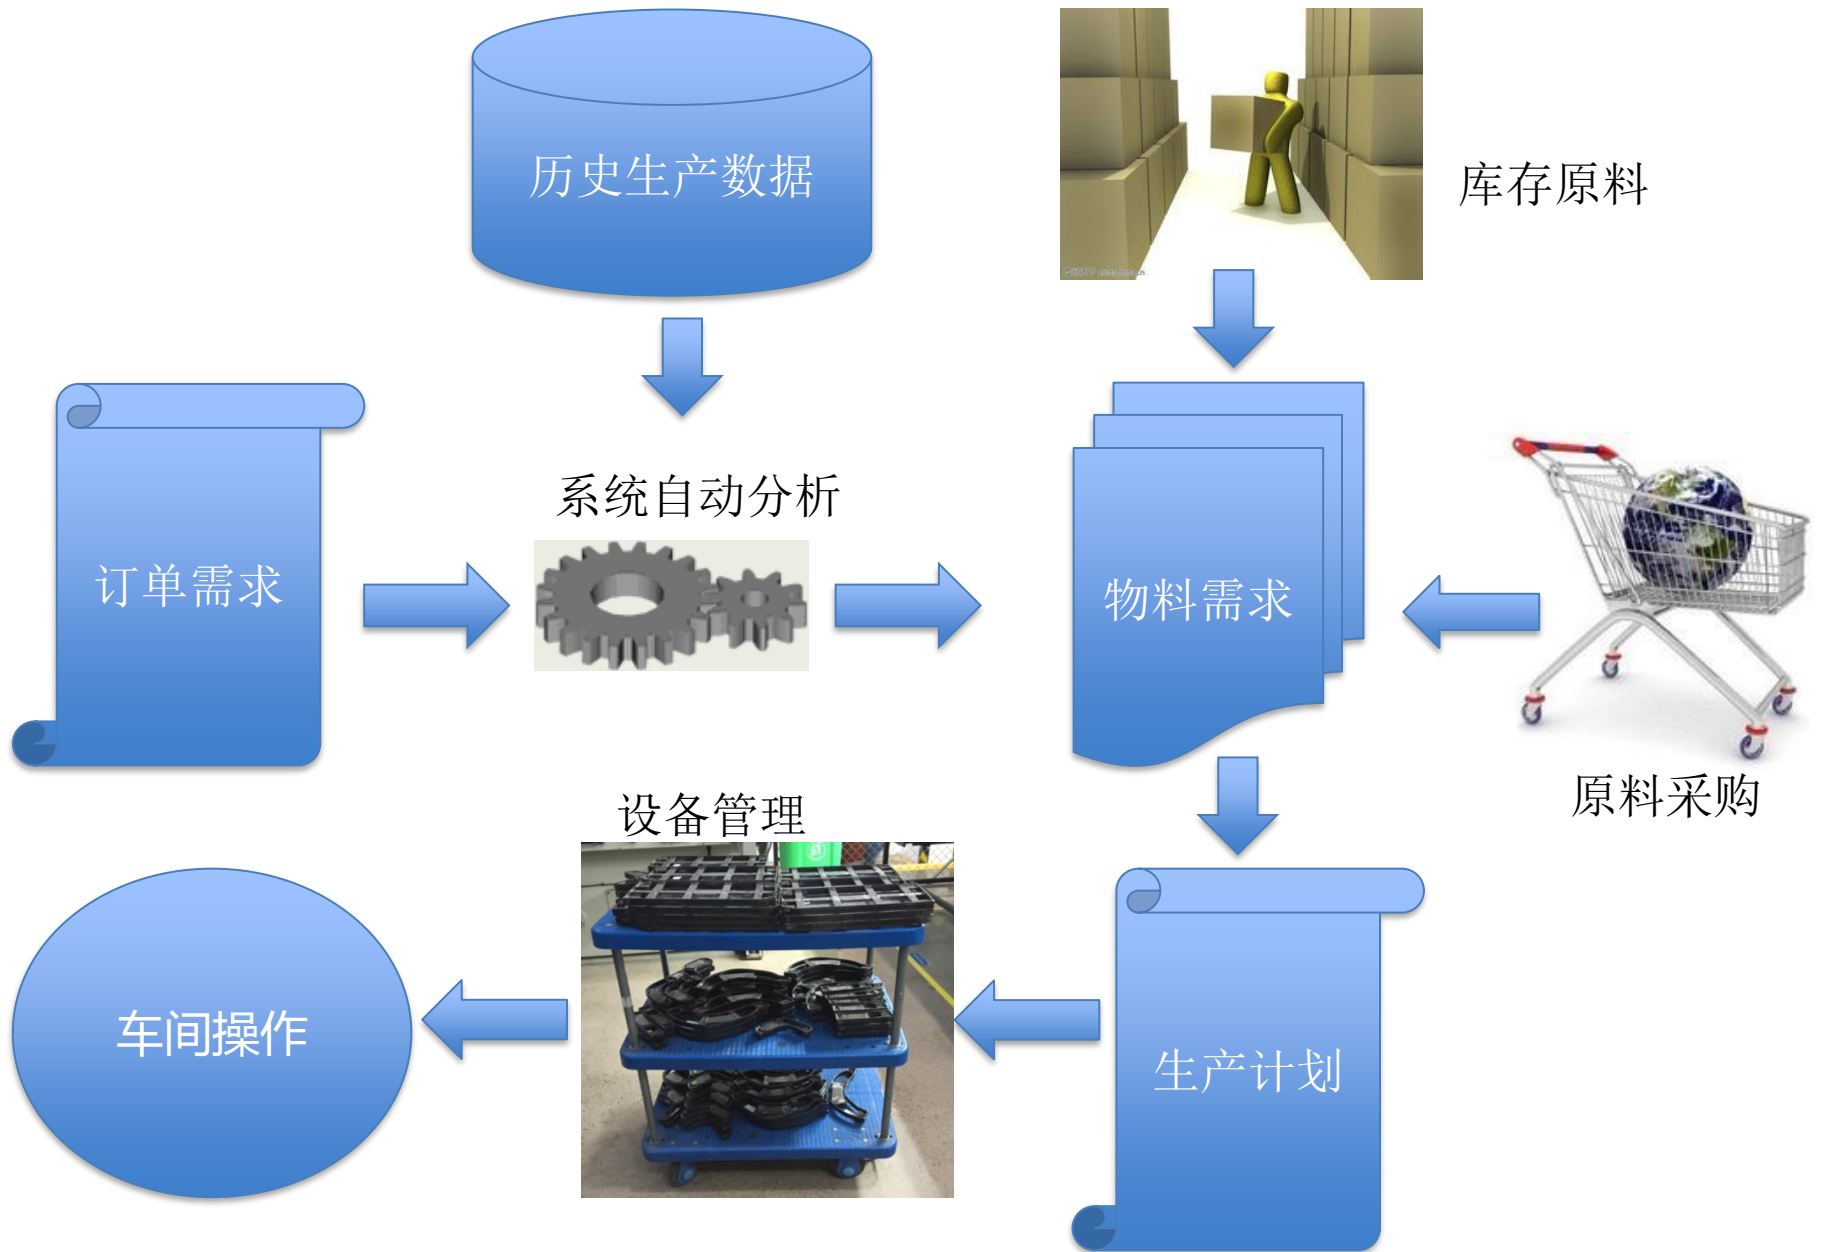 历史生产数据
库存原料
系统自动分析
订单需求
物料需求
原料采购
设备管理
车间操作
生产计划